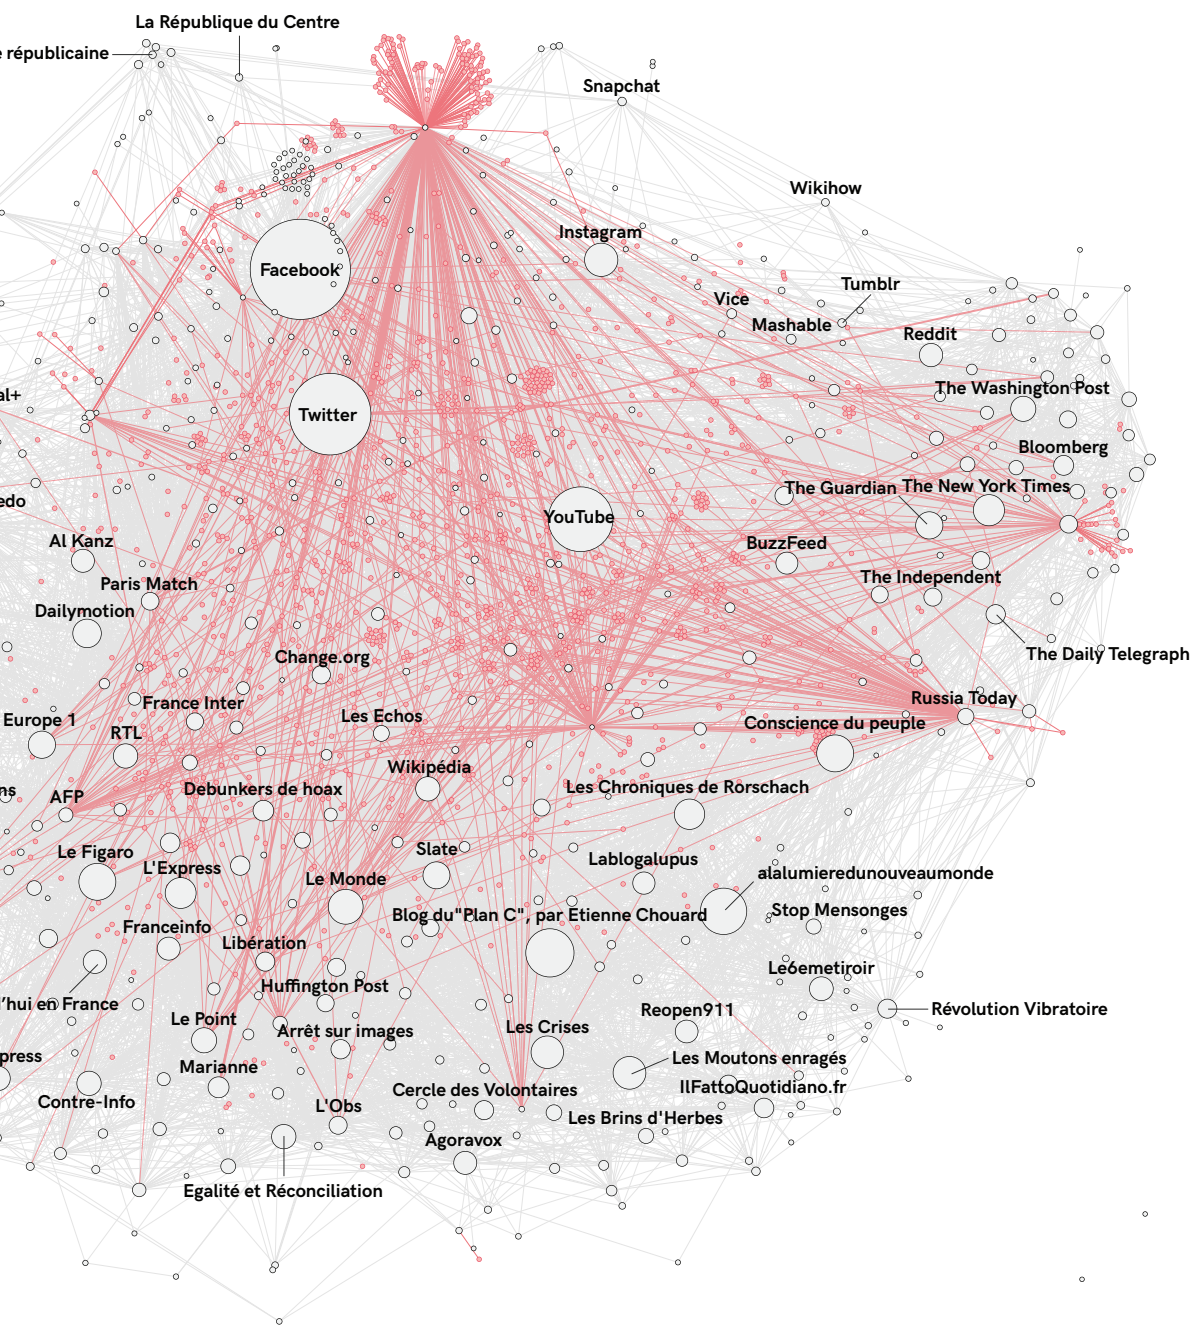 La République du Centre
républicaine
Snapchat
Wikihow
Instagram
Facebook
Tumblr
Vice
Mashable
Reddit
The Washington Post
al+
Twitter
Bloomberg
The Guardian
The New York Times
edo
YouTube
Al Kanz
BuzzFeed
Paris Match
The Independent
Dailymotion
The Daily Telegraph
Change.org
Russia Today
France Inter
Les Echos
Conscience du peuple
Europe 1
RTL
Wikipédia
Debunkers de hoax
Les Chroniques de Rorschach
ns
AFP
Le Figaro
Slate
Lablogalupus
L'Express
Le Monde
alalumieredunouveaumonde
Blog du"Plan C", par Etienne Chouard
Stop Mensonges
Franceinfo
Libération
Le6emetiroir
Huffington Post
d'hui en France
Reopen911
Révolution Vibratoire
Le Point
Arrêt sur images
Les Crises
press
Marianne
Les Moutons enragés
Cercle des Volontaires
IlFattoQuotidiano.fr
Contre-Info
L'Obs
Les Brins d'Herbes
Agoravox
Egalité et Réconciliation